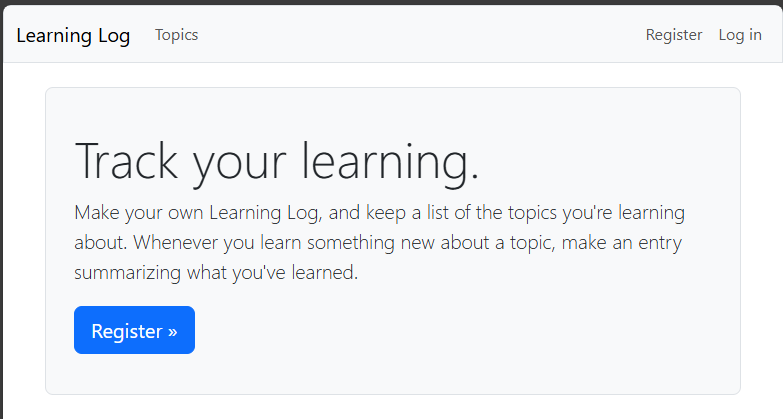 Learning Log Topics Register Log in
Track your learning.
Make your own Learning Log, and keep a list of the topics you're learning
about. Whenever you learn something new about a topic, make an entry
summarizing what you've learned.
Register »